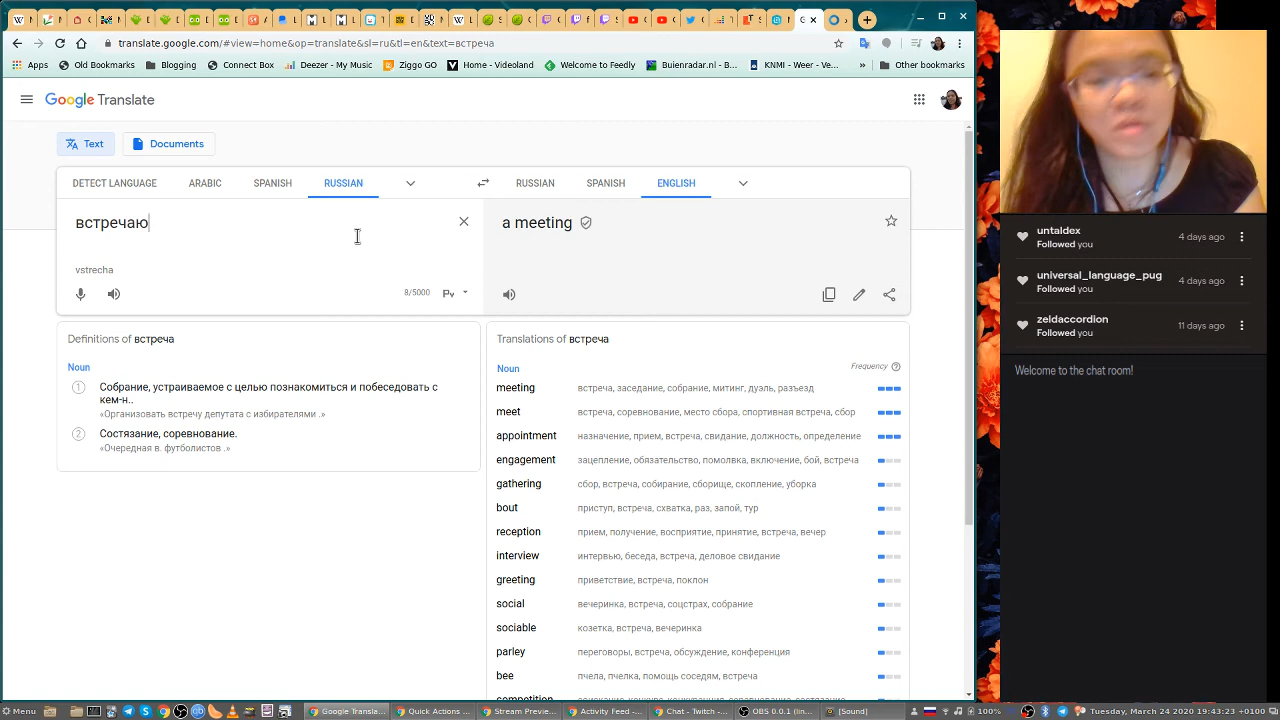 translate.google.com/#view=home&op=translate&sl=ru&tl=en&text=встреча
Apps Old Bookmarks Blogging Connect Box Deezer - My Music Ziggo GO Home - Videoland Welcome to Feedly Buienradar.nl - B... KNMI - Weer - Ve... » Other bookmarks
Google Translate
Text Documents
DETECT LANGUAGE ARABIC SPANISH RUSSIAN RUSSIAN SPANISH ENGLISH
встречаю
a meeting
vstrecha
8/5000
Definitions of встреча
Noun
1 Собрание, устраиваемое с целью познакомиться и побеседовать с
кем-н..
«Организовать встречу депутата с избирателями .»
2 Состязание, соревнование.
«Очередная в. футболистов .»
Translations of встреча
Noun Frequency
meeting встреча, заседание, собрание, митинг, дуэль, разъезд
meet встреча, соревнование, место сбора, спортивная встреча, сбор
appointment назначение, прием, встреча, свидание, должность, определение
engagement зацепление, обязательство, помолвка, включение, бой, встреча
gathering сбор, встреча, собирание, сборище, скопление, уборка
bout приступ, встреча, схватка, раз, запой, тур
reception прием, получение, восприятие, принятие, встреча, вечер
interview интервью, беседа, встреча, деловое свидание
greeting приветствие, встреча, поклон
social вечеринка, встреча, соцстрах, собрание
sociable козетка, встреча, вечеринка
parley переговоры, встреча, обсуждение, конференция
bee пчела, пчелка, помощь соседям, встреча
untaldex
Followed you
4 days ago
universal_language_pug
Followed you
4 days ago
zeldaccordion
Followed you
11 days ago
Welcome to the chat room!
Menu Google Transla... Quick Actions ... Stream Previe... Activity Feed -... Chat - Twitch -... OBS 0.0.1 (lin... [Sound] 100% Tuesday, March 24 2020, 19:43:23 +0100